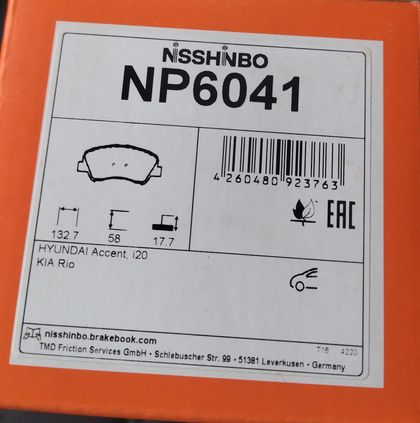 NISSHINBO
NP6041
4 260480 923763
132.7 58 17.7
EAC
HYUNDAI Accent, i20
KIA Rio
nisshinbo.brakebook.com
TMD Friction Services GmbH - Schlebuscher Str. 99 - 51381 Leverkusen - Germany
T16 4220